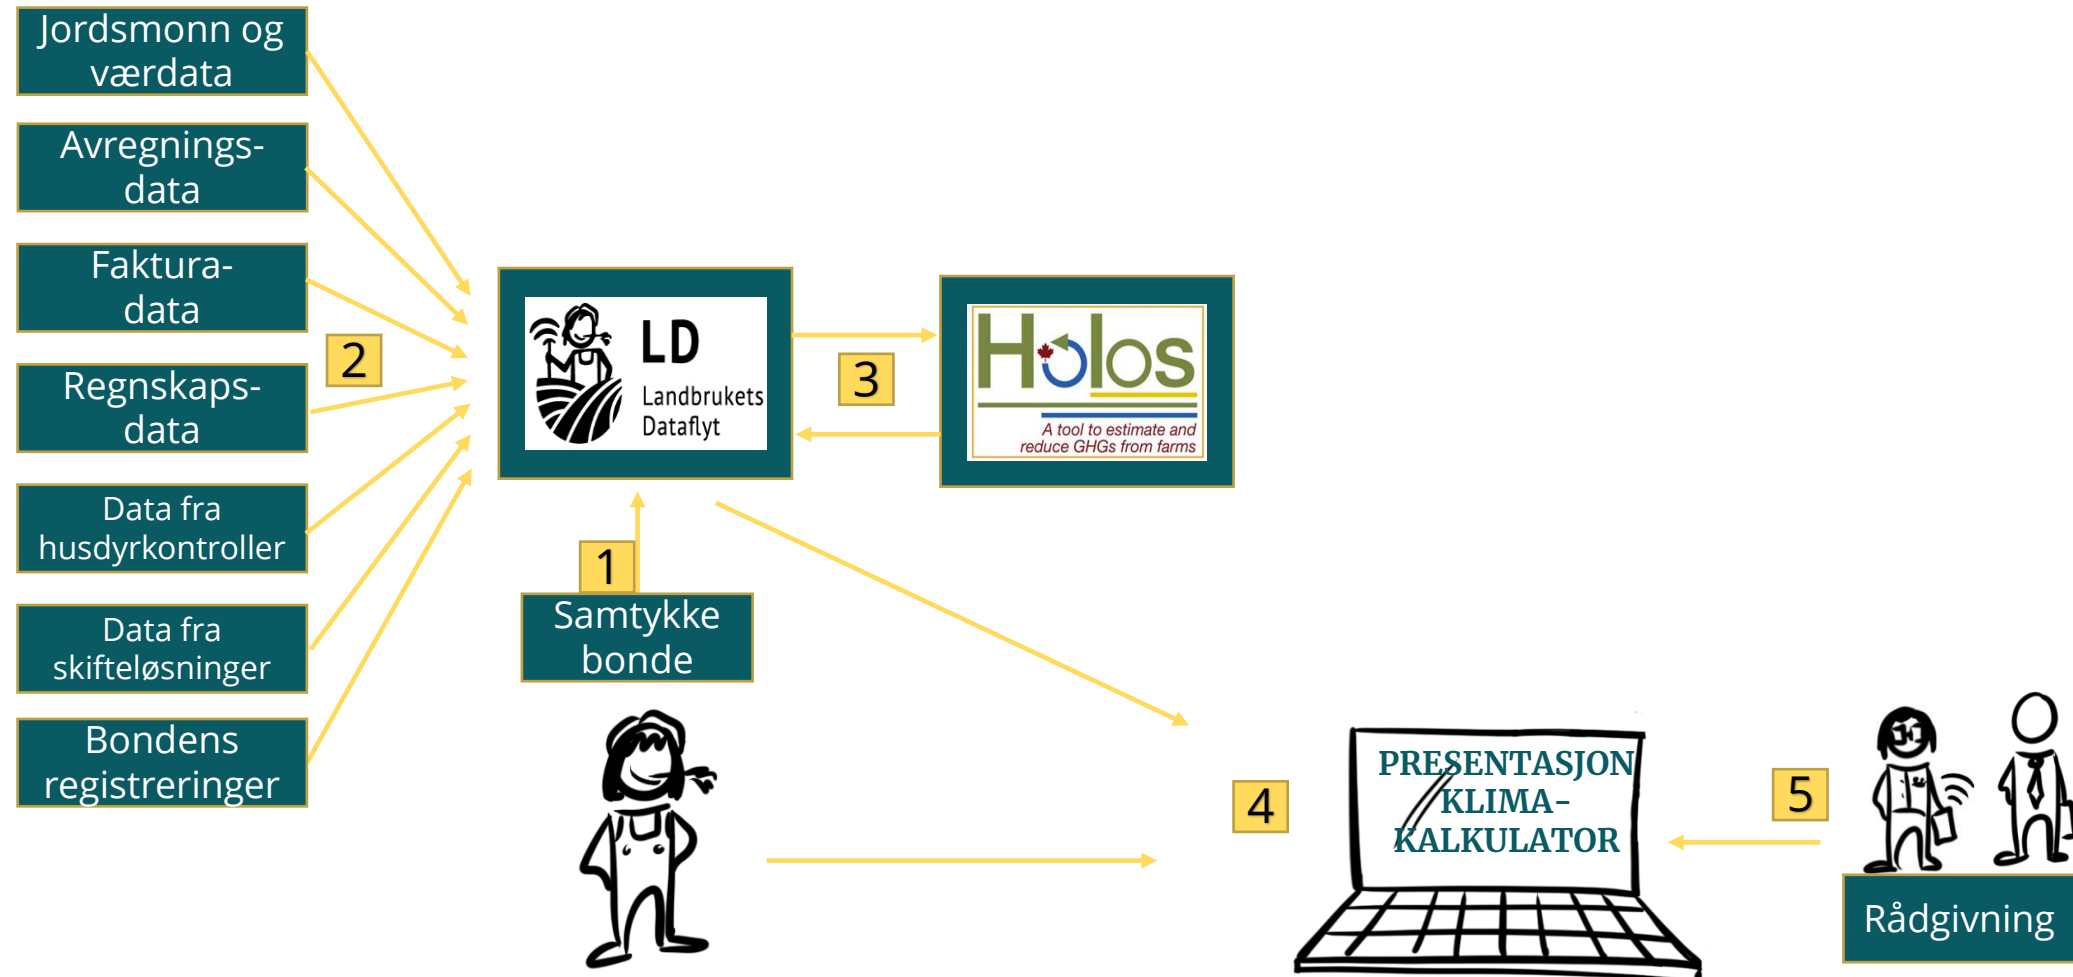 Jordsmonn og
værdata
Avregnings-
data
Faktura-
data
Regnskaps-
data
Data fra
husdyrkontroller
Data fra
skifteløsninger
Bondens
registreringer
2
LD
Landbrukets
Dataflyt
3
Holos
A tool to estimate and
reduce GHGs from farms
1
Samtykke
bonde
4
PRESENTASJON
KLIMA-
KALKULATOR
5
Rådgivning